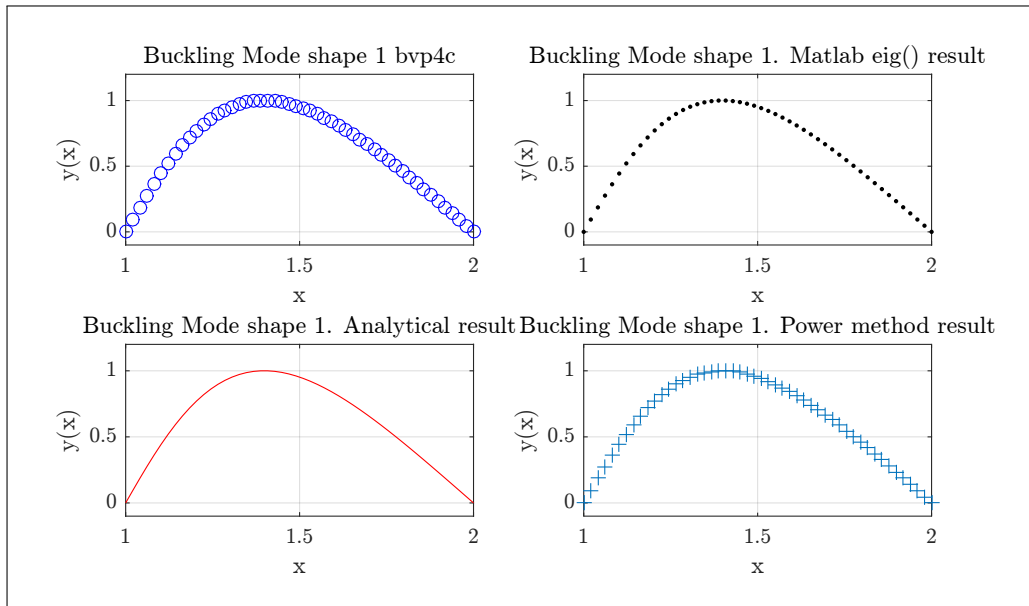 Buckling Mode shape 1 bvp4c
y(x)
1
0.5
0
1
1.5
2
x
Buckling Mode shape 1. Matlab eig() result
y(x)
1
0.5
0
1
1.5
2
x
Buckling Mode shape 1. Analytical result
y(x)
1
0.5
0
1
1.5
2
x
Buckling Mode shape 1. Power method result
y(x)
1
0.5
0
1
1.5
2
x